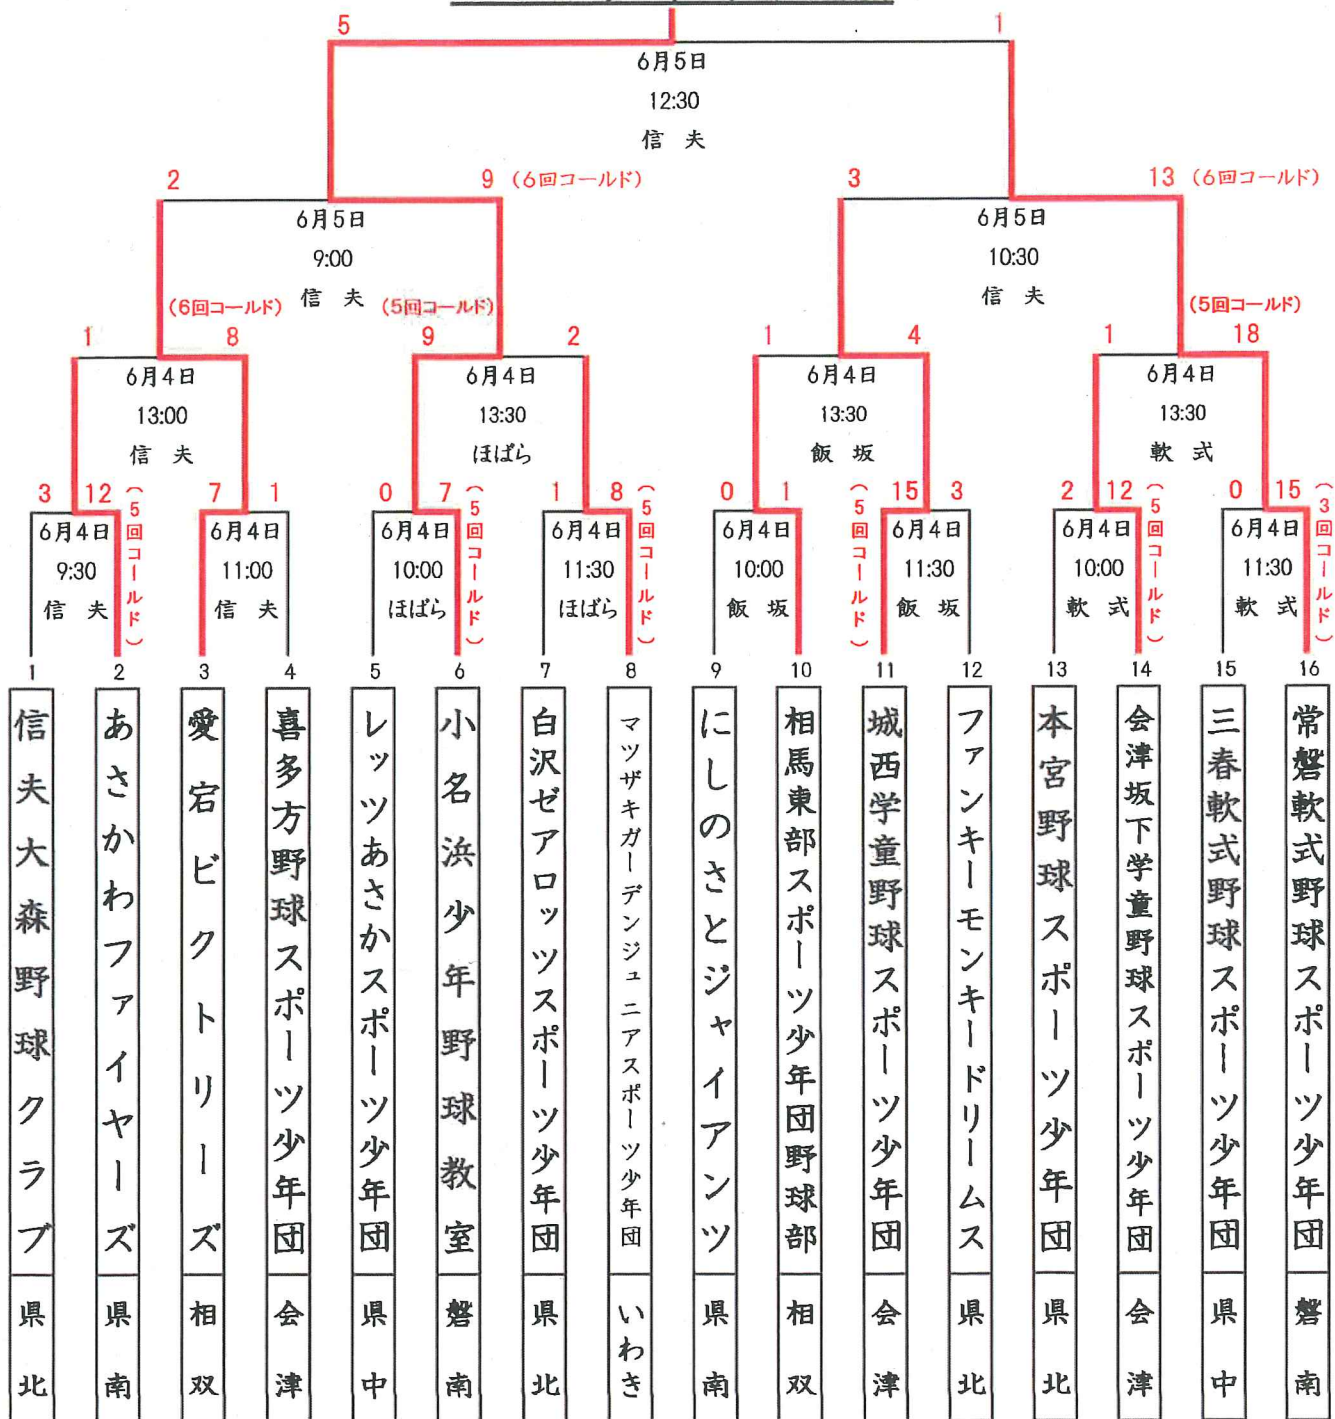 5
1
6月5日
12:30
信 夫
2
9 (6回コールド)
3
13 (6回コールド)
6月5日
9:00
信 夫
6月5日
10:30
信 夫
(6回コールド)
(5回コールド)
(5回コールド)
1
8
9
2
1
4
1
18
6月4日
13:00
信 夫
6月4日
13:30
ほばら
6月4日
13:30
飯 坂
6月4日
13:30
軟 式
3
12
(5回コールド)
7
1
0
7
(5回コールド)
1
8
(5回コールド)
0
1
(5回コールド)
15
3
2
12
(5回コールド)
0
15
(3回コールド)
6月4日
9:30
信 夫
6月4日
11:00
信 夫
6月4日
10:00
ほばら
6月4日
11:30
ほばら
6月4日
10:00
飯 坂
6月4日
11:30
飯 坂
6月4日
10:00
軟 式
6月4日
11:30
軟 式
1
信夫大森野球クラブ
県北
2
あさかわファイヤーズ
県南
3
愛宕ビクトリーズ
相双
4
喜多方野球スポーツ少年団
会津
5
レッツあさかスポーツ少年団
県中
6
小名浜少年野球教室
磐南
7
白沢ゼアロッツスポーツ少年団
県北
8
マツザキガーデンジュニアスポーツ少年団
いわき
9
にしのさとジャイアンツ
県南
10
相馬東部スポーツ少年団野球部
相双
11
城西学童野球スポーツ少年団
会津
12
ファンキーモンキードリームス
県北
13
本宮野球スポーツ少年団
県北
14
会津坂下学童野球スポーツ少年団
会津
15
三春軟式野球スポーツ少年団
県中
16
常磐軟式野球スポーツ少年団
磐南